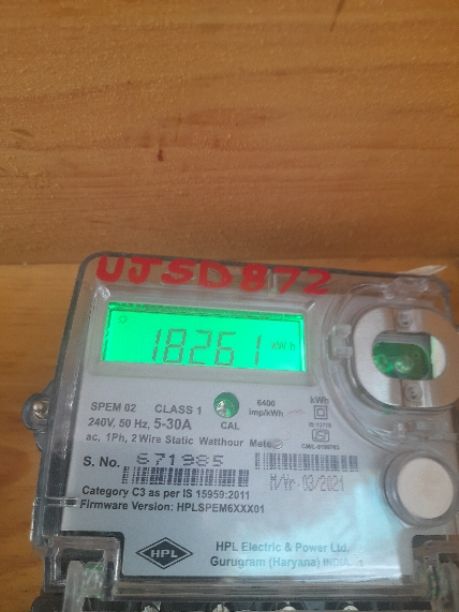 UJSD872
18261 kWh
SPEM 02 CLASS 1
240V, 50 Hz, 5-30A
CAL
6400
imp/kWh
kWh
ac, 1Ph, 2 Wire Static Watthour Meter
S. No. 871985
M/Yr. 03/2021
Category C3 as per IS 15959:2011
Firmware Version: HPLSPEM6XXX01
HPL
HPL Electric & Power Ltd.
Gurugram (Haryana) INDIA